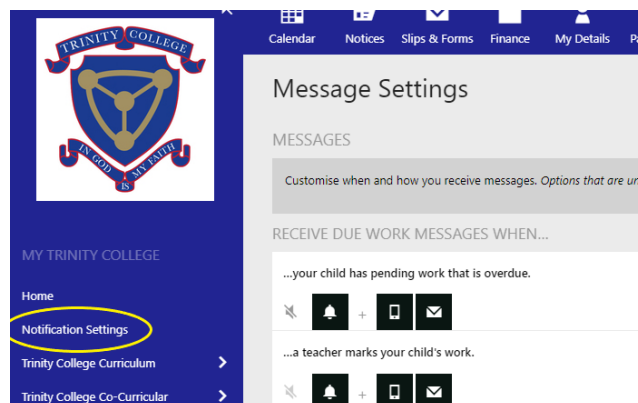 TRINITY COLLEGE
IN GOD IS MY FAITH
MY TRINITY COLLEGE
Home
Notification Settings
Trinity College Curriculum
Trinity College Co-Curricular
Calendar Notices Slips & Forms Finance My Details
Message Settings
MESSAGES
Customise when and how you receive messages. Options that are
RECEIVE DUE WORK MESSAGES WHEN...
...your child has pending work that is overdue.
+
...a teacher marks your child's work.
+